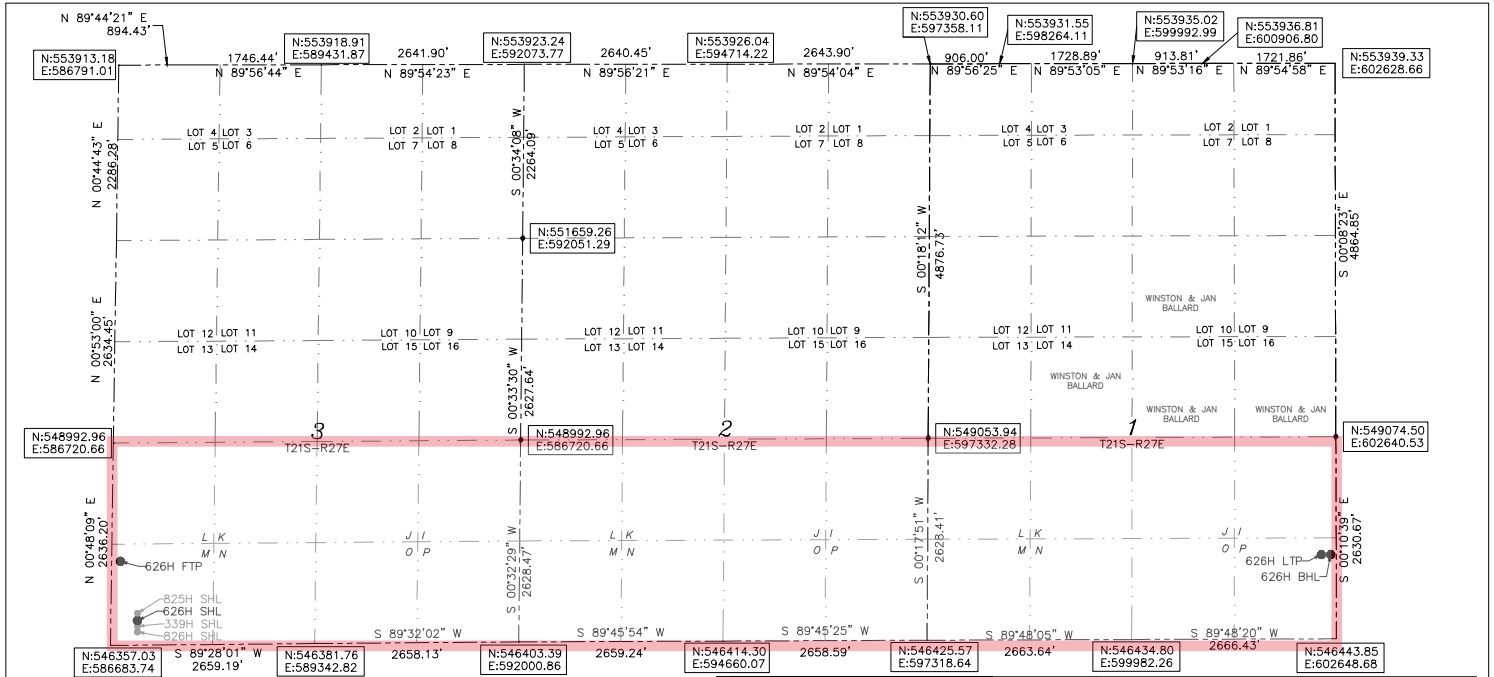 N 89°44'21" E
894.43'
N:553913.18
E:586791.01
1746.44'
N 89°56'44" E
N:553918.91
E:589431.87
2641.90'
N 89°54'23" E
N:553923.24
E:592073.77
2640.45'
N 89°56'21" E
N:553926.04
E:594714.22
2643.90'
N 89°54'04" E
N:553930.60
E:597358.11
906.00'
N 89°56'25" E
N:553931.55
E:598264.11
1728.89'
N 89°53'05" E
N:553935.02
E:599992.99
913.81'
N 89°53'16" E
N:553936.81
E:600906.80
1721.86'
N 89°54'58" E
N:553939.33
E:602628.66
N 00°44'43" E
2286.28'
LOT 4 LOT 3
LOT 5 LOT 6
LOT 2 LOT 1
LOT 7 LOT 8
S 00°34'08" W
2264.09'
LOT 4 LOT 3
LOT 5 LOT 6
LOT 2 LOT 1
LOT 7 LOT 8
S 00°18'12" W
4876.73'
LOT 4 LOT 3
LOT 5 LOT 6
LOT 2 LOT 1
LOT 7 LOT 8
S 00°08'23" E
4864.85'
N:551659.26
E:592051.29
WINSTON & JAN
BALLARD
N 00°53'00" E
2634.45'
LOT 12 LOT 11
LOT 13 LOT 14
LOT 10 LOT 9
LOT 15 LOT 16
S 00°33'30" W
2627.64'
LOT 12 LOT 11
LOT 13 LOT 14
LOT 10 LOT 9
LOT 15 LOT 16
LOT 12 LOT 11
LOT 13 LOT 14
LOT 10 LOT 9
LOT 15 LOT 16
WINSTON & JAN
BALLARD
WINSTON & JAN
BALLARD
WINSTON & JAN
BALLARD
N:548992.96
E:586720.66
3
T21S-R27E
N:548992.96
E:586720.66
2
T21S-R27E
N:549053.94
E:597332.28
1
T21S-R27E
N:549074.50
E:602640.53
N 00°48'09" E
2636.20'
L K
M N
J I
O P
S 00°32'29" W
2628.47'
L K
M N
J I
O P
S 00°17'51" W
2628.41'
L K
M N
J I
O P
S 00°10'39" E
2630.67'
626H FTP
626H LTP
626H BHL
825H SHL
626H SHL
339H SHL
826H SHL
N:546357.03
E:586683.74
S 89°28'01" W
2659.19'
N:546381.76
E:589342.82
S 89°32'02" W
2658.13'
N:546403.39
E:592000.86
S 89°45'54" W
2659.24'
N:546414.30
E:594660.07
S 89°45'25" W
2658.59'
N:546425.57
E:597318.64
S 89°48'05" W
2663.64'
N:546434.80
E:599982.26
S 89°48'20" W
2666.43'
N:546443.85
E:602648.68